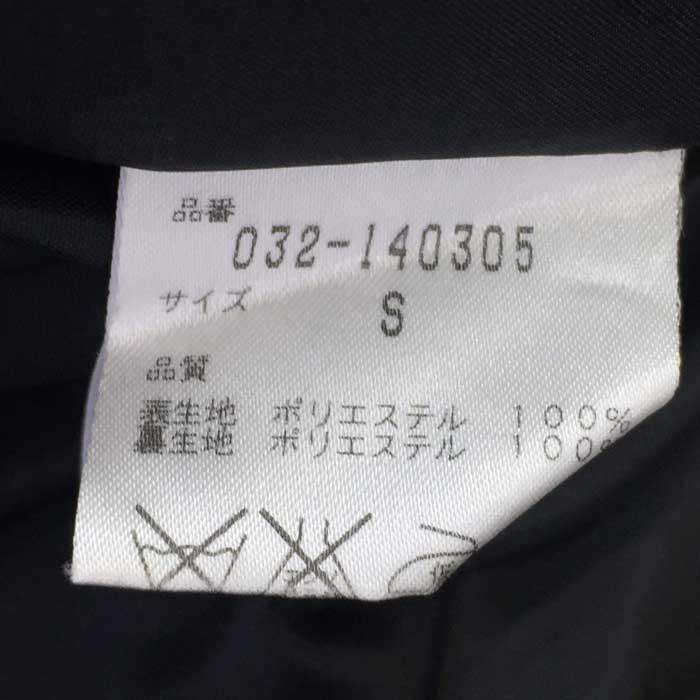 品番
032-140305
サイズ
S
品質
表生地 ポリエステル 100%
裏生地 ポリエステル 100%
低